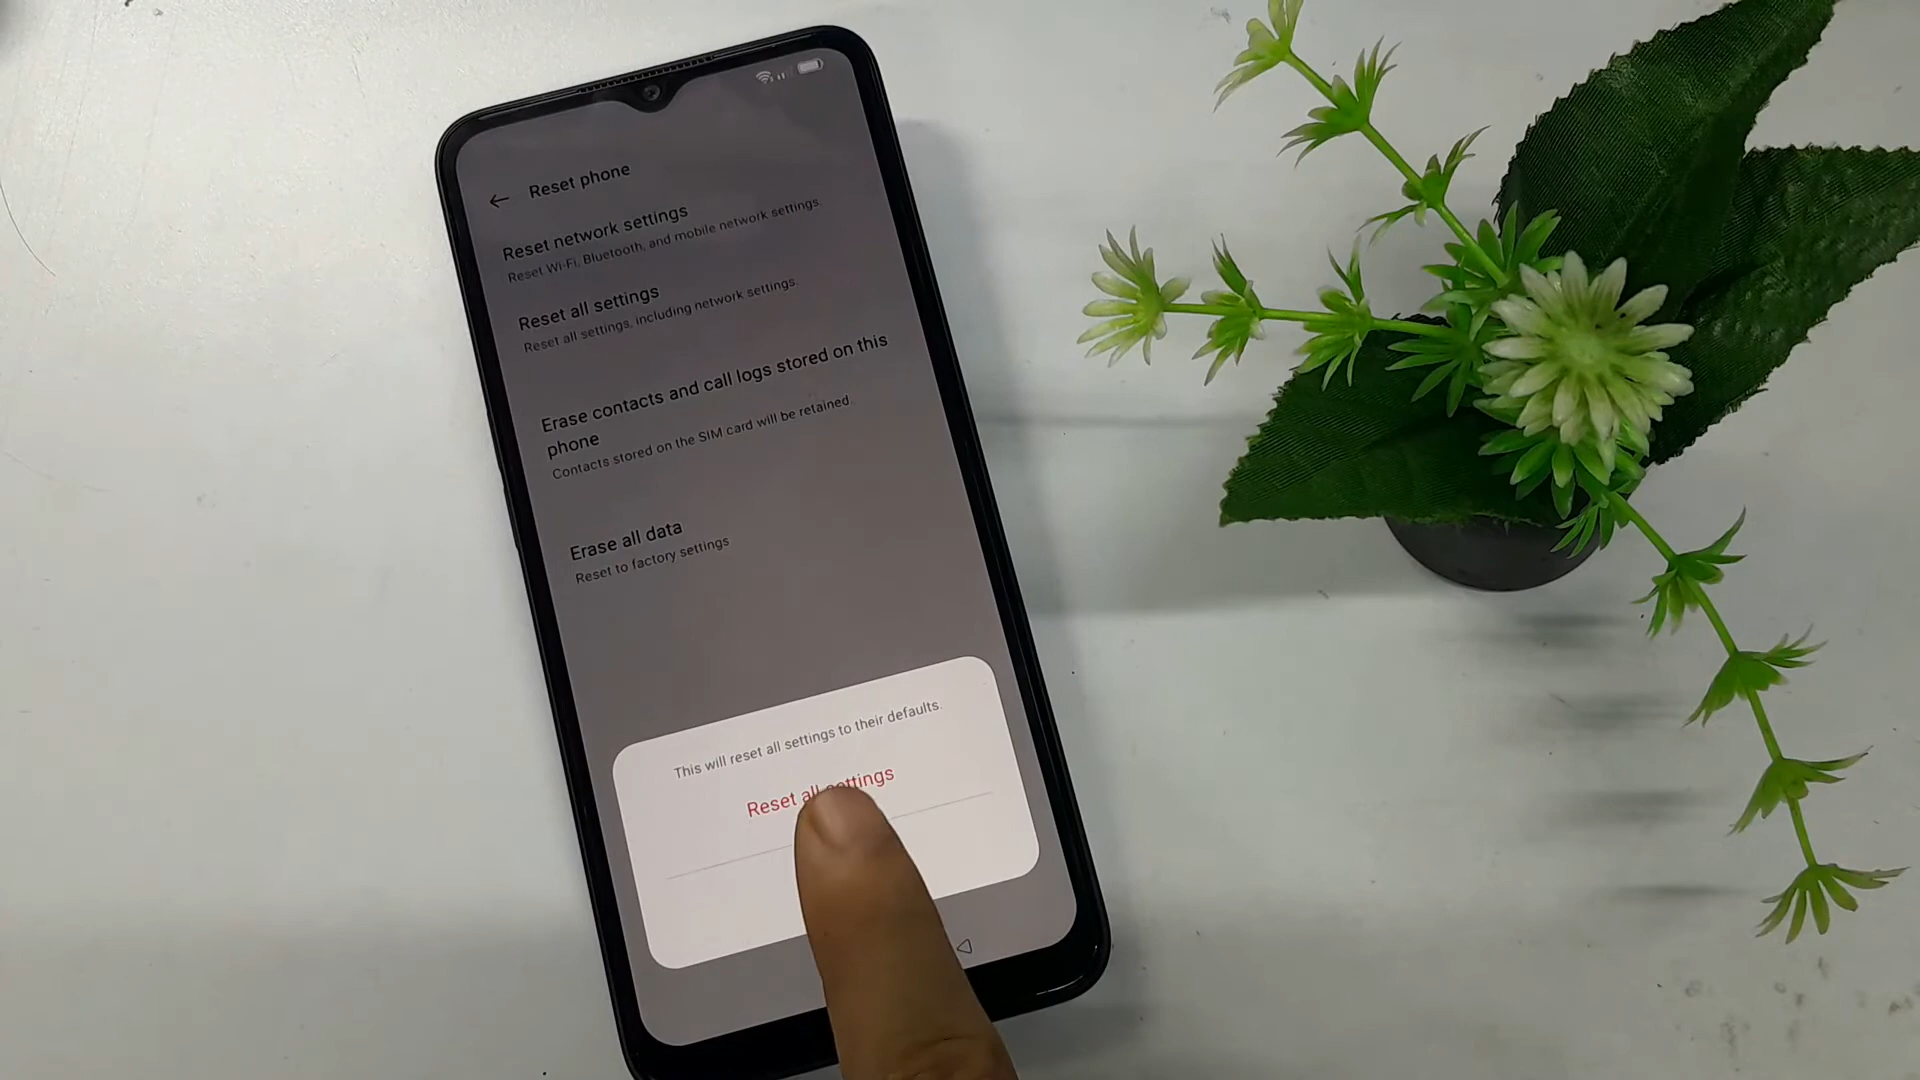 Reset phone
Reset network settings
Reset Wi-Fi, Bluetooth, and mobile network settings.
Reset all settings
Reset all settings, including network settings.
Erase contacts and call logs stored on this
phone
Contacts stored on the SIM card will be retained.
Erase all data
Reset to factory settings
This will reset all settings to their defaults.
Reset all settings